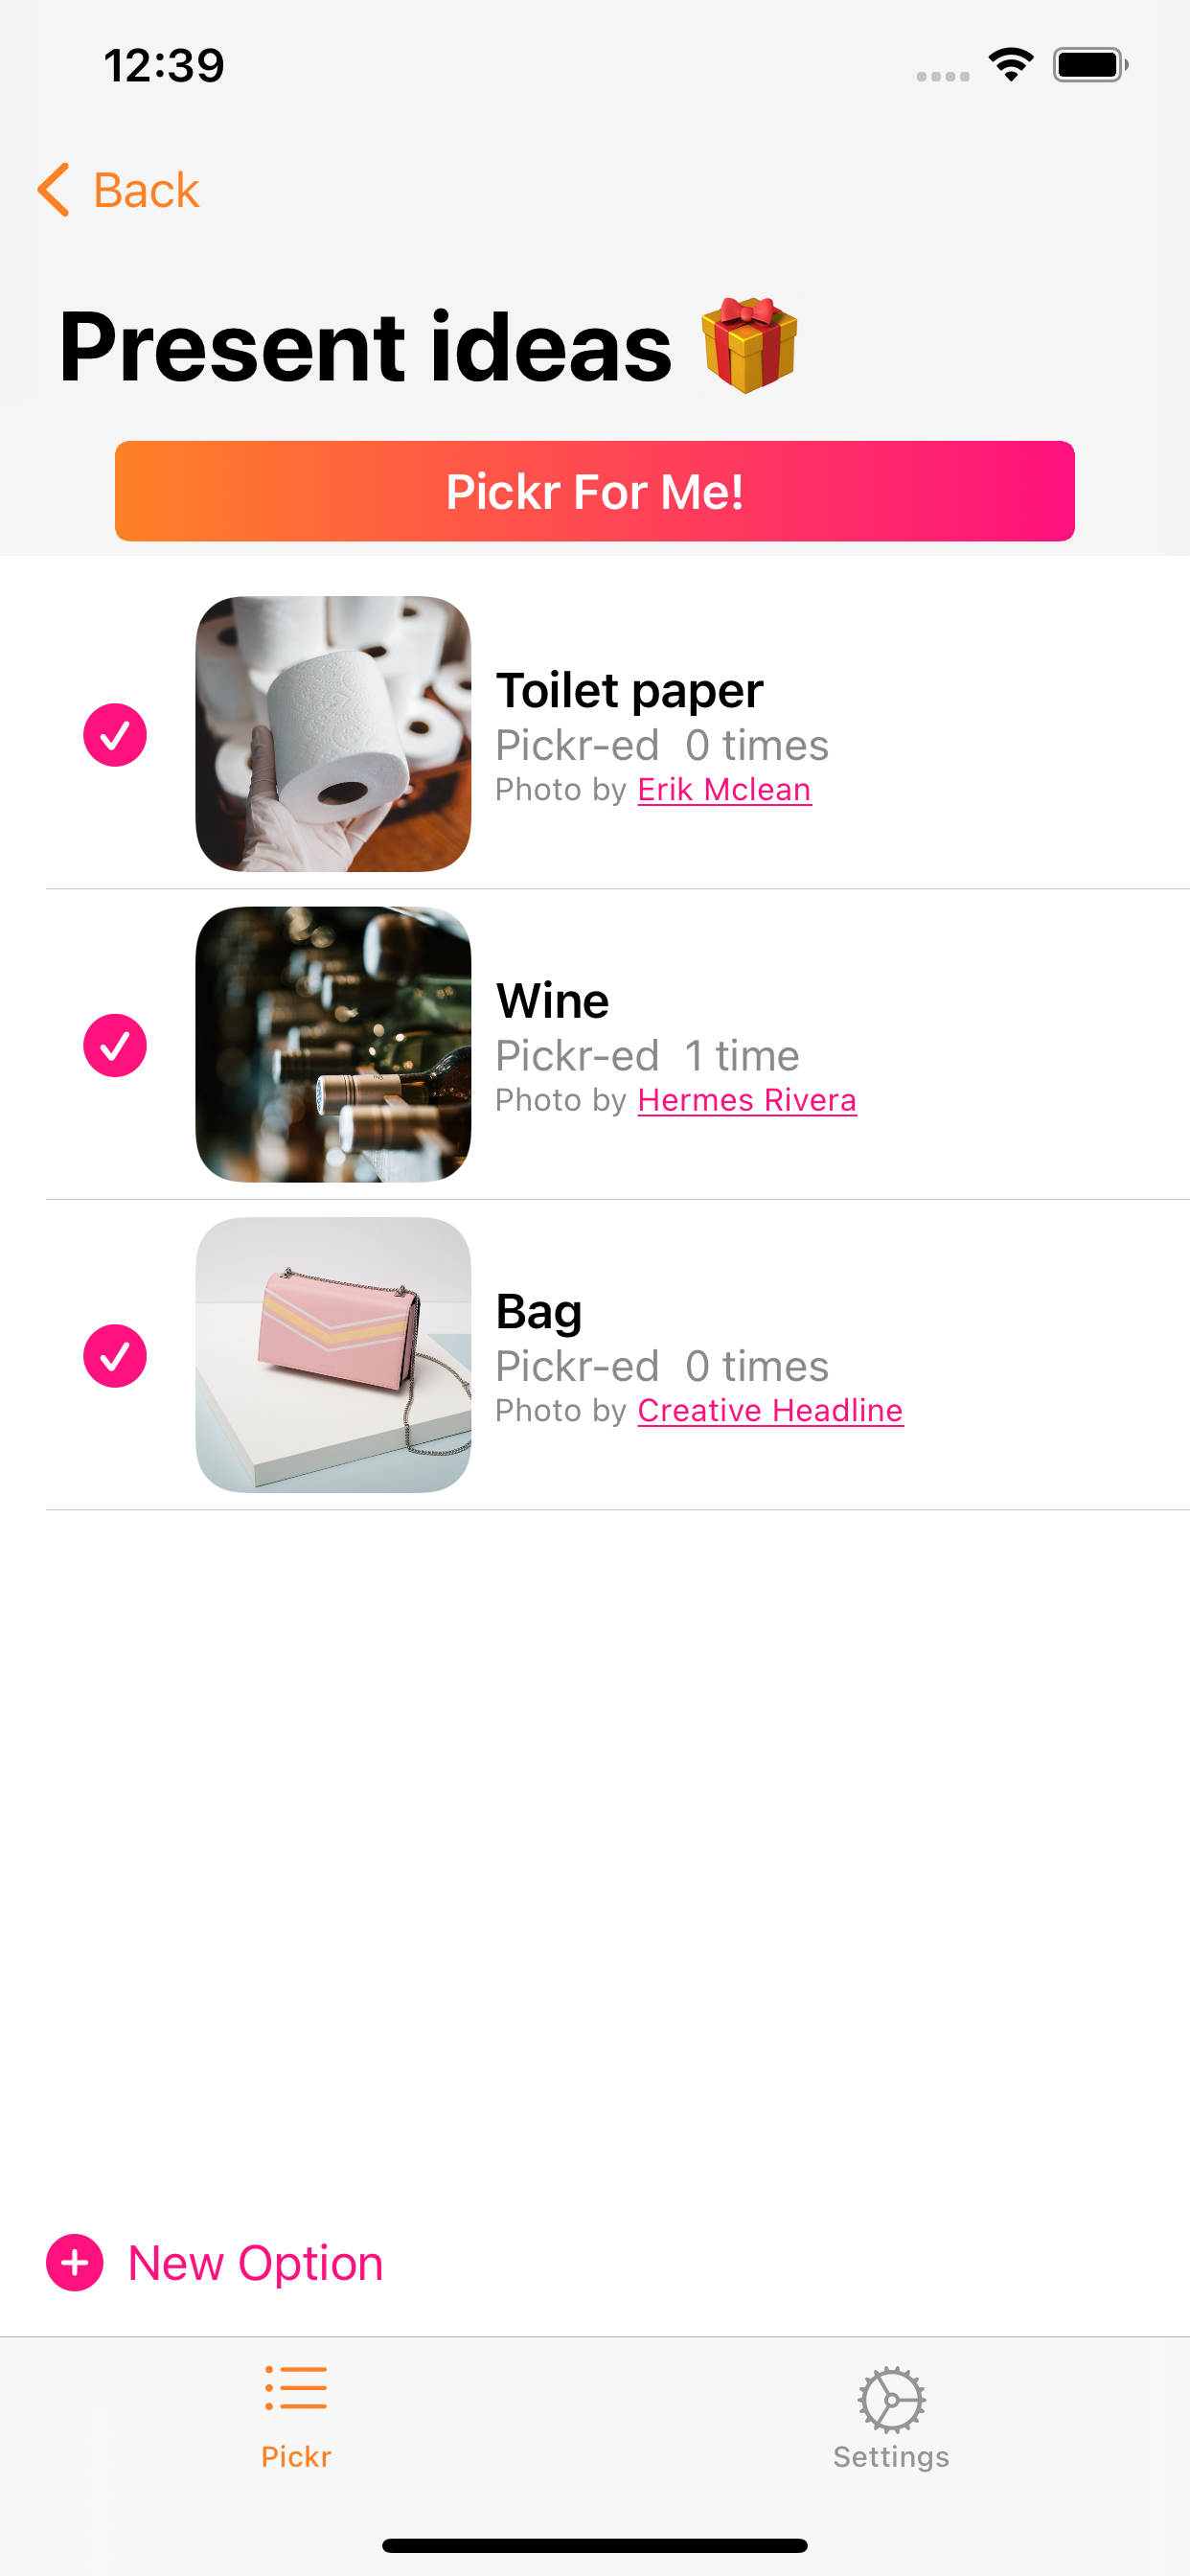 12:39
Back
Present ideas 🎁
Pickr For Me!
Toilet paper
Pickr-ed 0 times
Photo by Erik Mclean
Wine
Pickr-ed 1 time
Photo by Hermes Rivera
Bag
Pickr-ed 0 times
Photo by Creative Headline
New Option
Pickr
Settings